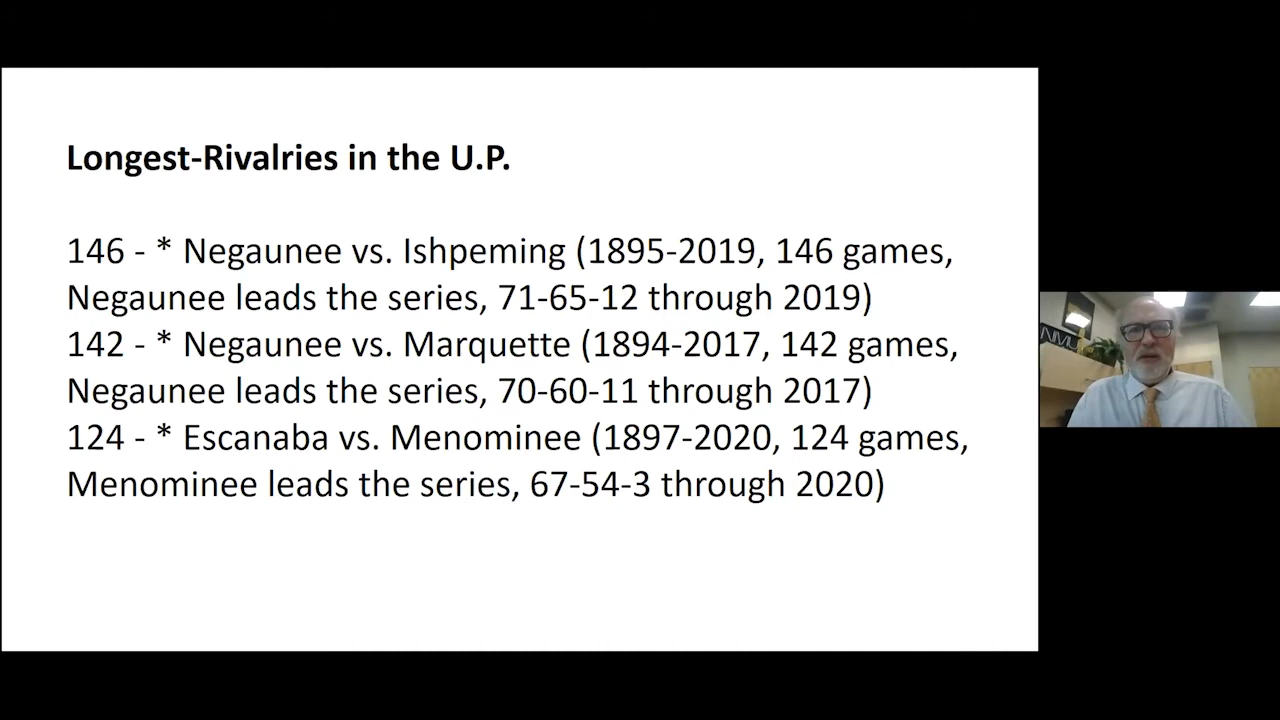 Longest-Rivalries in the U.P.
146 - * Negaunee vs. Ishpeming (1895-2019, 146 games,
Negaunee leads the series, 71-65-12 through 2019)
142 - * Negaunee vs. Marquette (1894-2017, 142 games,
Negaunee leads the series, 70-60-11 through 2017)
124 - * Escanaba vs. Menominee (1897-2020, 124 games,
Menominee leads the series, 67-54-3 through 2020)
NMU